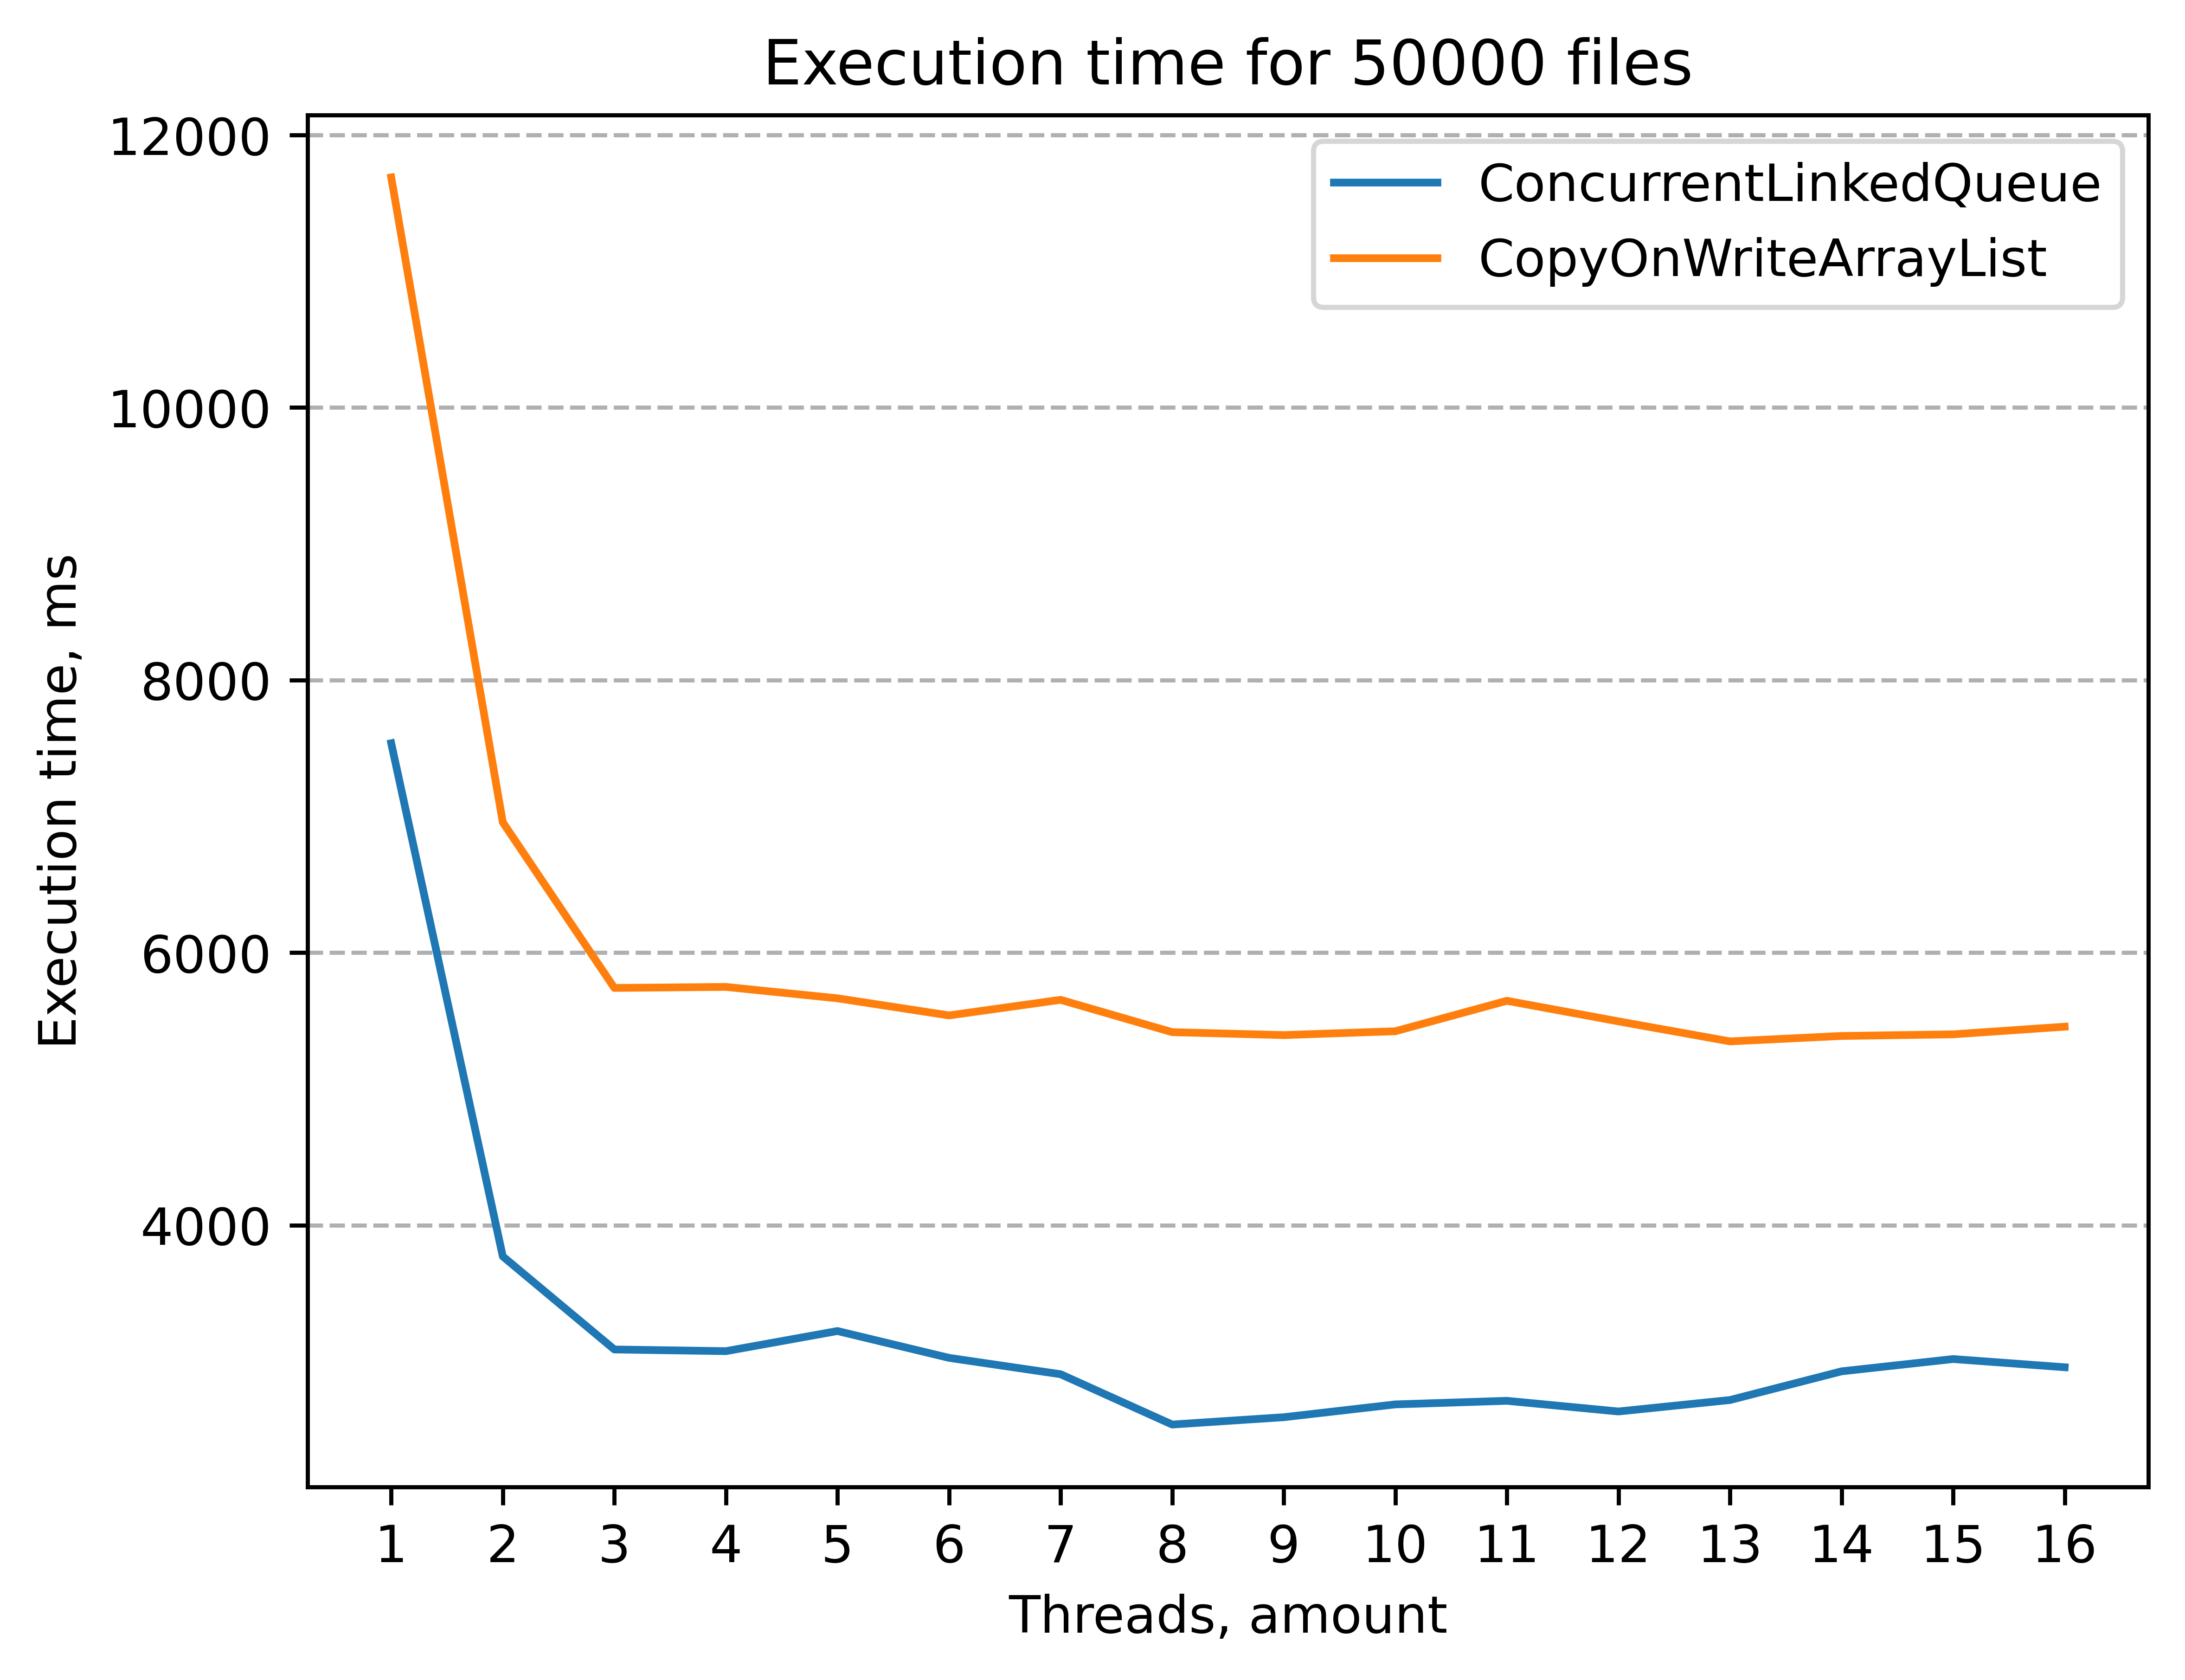 Execution time for 50000 files
ConcurrentLinkedQueue
CopyOnWriteArrayList
Execution time, ms
12000
10000
8000
6000
4000
1 2 3 4 5 6 7 8 9 10 11 12 13 14 15 16
Threads, amount